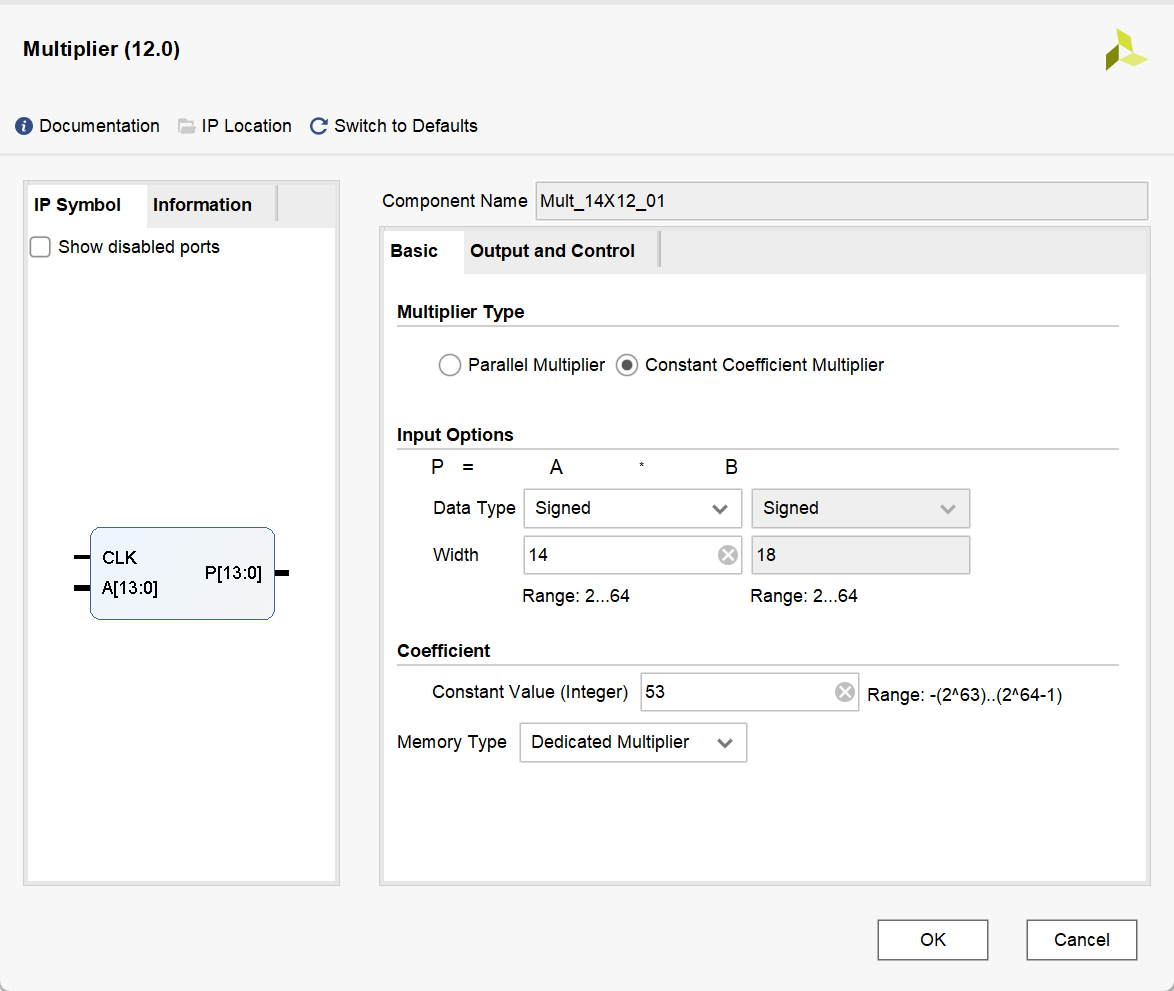 Multiplier (12.0)
Documentation IP Location Switch to Defaults
IP Symbol Information
Show disabled ports
CLK
A[13:0]
P[13:0]
Component Name Mult_14X12_01
Basic Output and Control
Multiplier Type
Parallel Multiplier Constant Coefficient Multiplier
Input Options
P = A * B
Data Type Signed Signed
Width 14 18
Range: 2...64 Range: 2...64
Coefficient
Constant Value (Integer) 53 Range: -(2^63)..(2^64-1)
Memory Type Dedicated Multiplier
OK Cancel